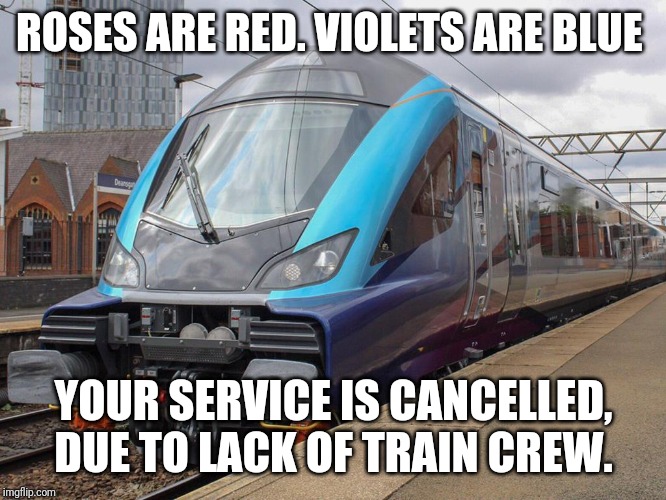 ROSES ARE RED. VIOLETS ARE BLUE
YOUR SERVICE IS CANCELLED,
DUE TO LACK OF TRAIN CREW.
imgflip.com